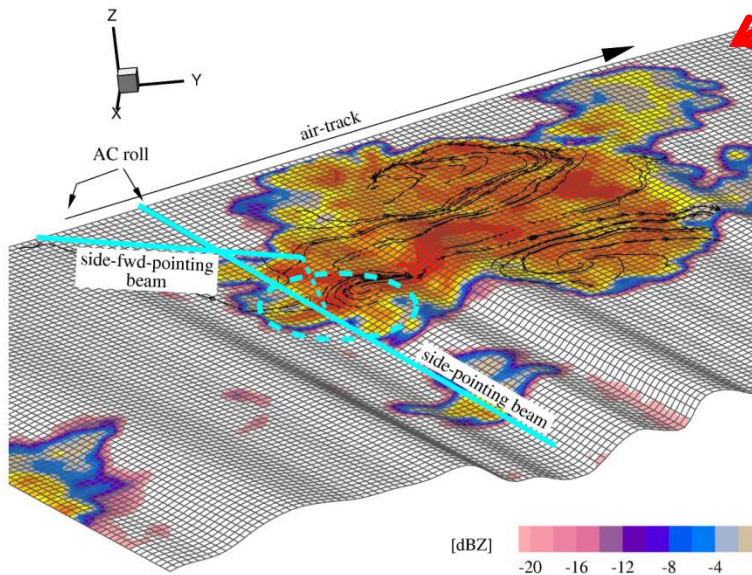 Z
Y
X
air-track
AC roll
side-fwd-pointing
beam
side-pointing beam
[dBZ]
-20 -16 -12 -8 -4